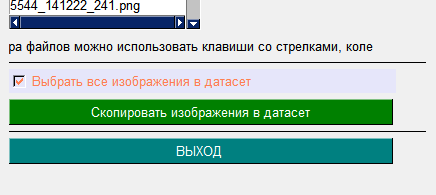 5544_141222_241.png
ра файлов можно использовать клавиши со стрелками, коле
Выбрать все изображения в датасет
Скопировать изображения в датасет
ВЫХОД